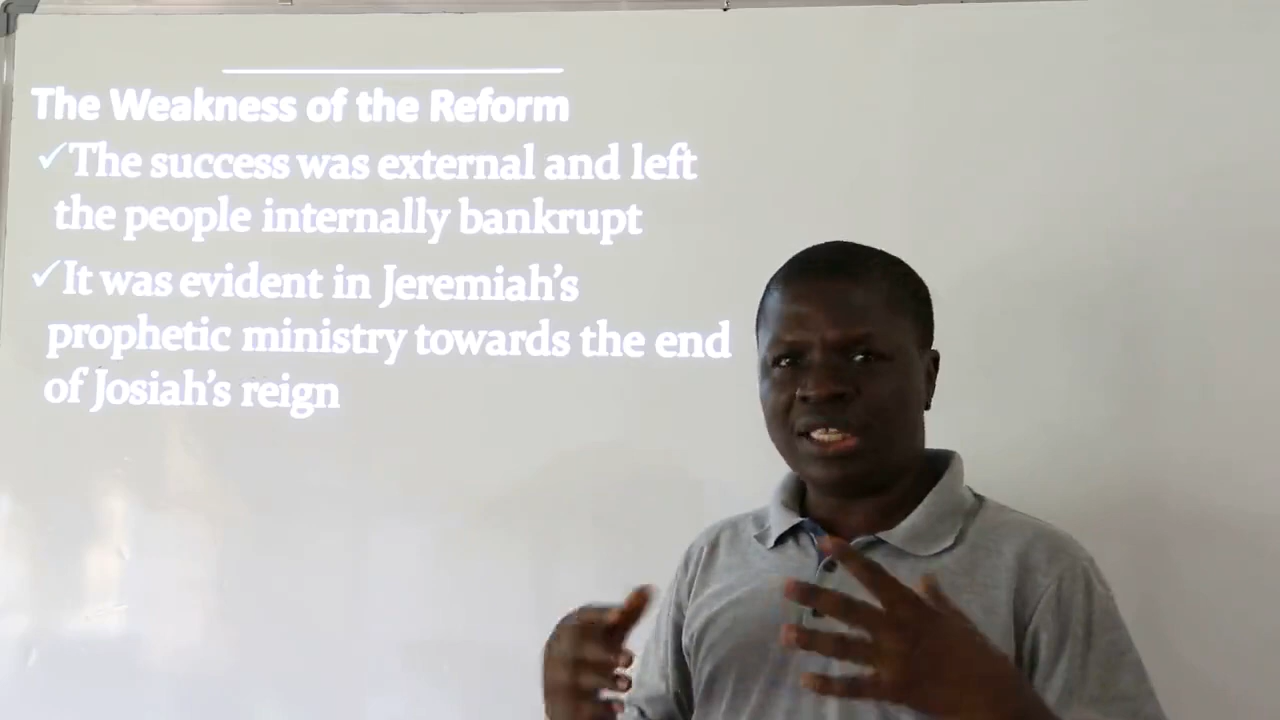 The Weakness of the Reform
✓The success was external and left
the people internally bankrupt
✓It was evident in Jeremiah’s
prophetic ministry towards the end
of Josiah’s reign